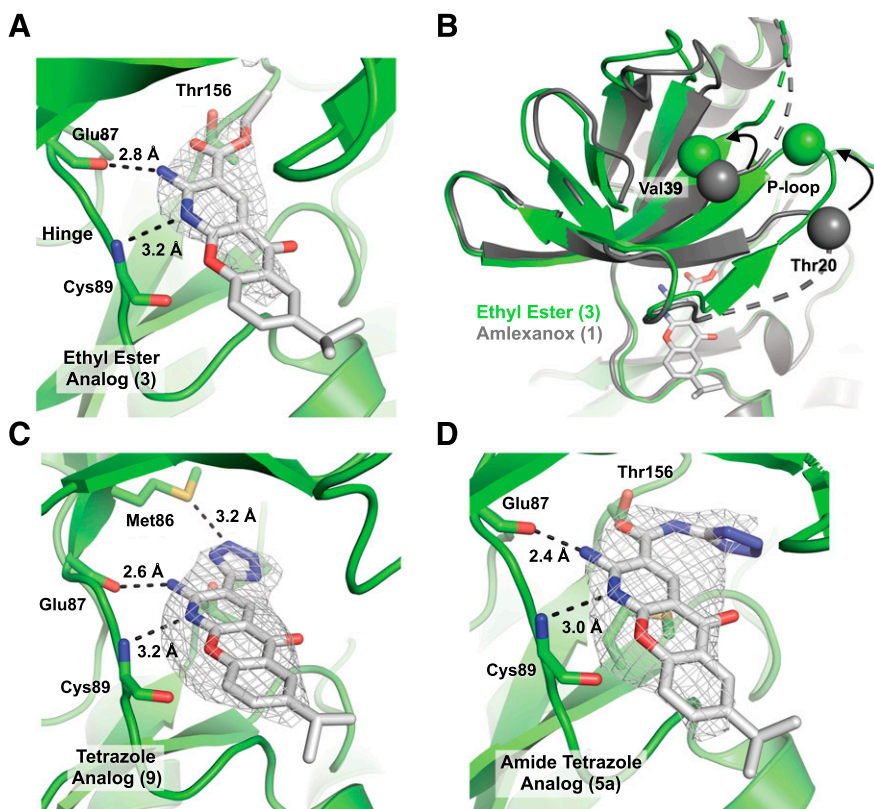 A
Thr156
Glu87
2.8 Å
Hinge
3.2 Å
Cys89
Ethyl Ester
Analog (3)
B
Val39
P-loop
Thr20
Ethyl Ester (3)
Amlexanox (1)
C
Met86
3.2 Å
2.6 Å
Glu87
3.2 Å
Cys89
Tetrazole
Analog (9)
D
Thr156
Glu87
2.4 Å
3.0 Å
Cys89
Amide Tetrazole
Analog (5a)